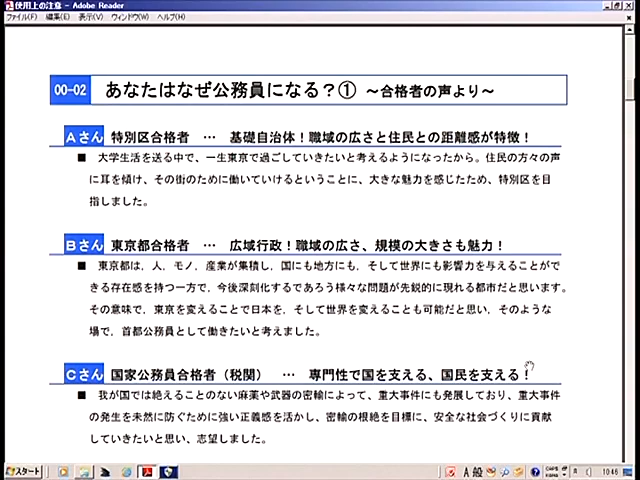 使用上の注意 - Adobe Reader
ファイル(F) 編集(E) 表示(V) ウィンドウ(W) ヘルプ(H)
00-02 あなたはなぜ公務員になる？① ～合格者の声より～
Aさん 特別区合格者 … 基礎自治体！職域の広さと住民との距離感が特徴！
■ 大学生活を送る中で、一生東京で過ごしていきたいと考えるようになったから。住民の方々の声
に耳を傾け、その街のために働いていけるということに、大きな魅力を感じたため、特別区を目
指しました。
Bさん 東京都合格者 … 広域行政！職域の広さ、規模の大きさも魅力！
■ 東京都は，人，モノ，産業が集積し，国にも地方にも，そして世界にも影響力を与えることがで
きる存在感を持つ一方で，今後深刻化するであろう様々な問題が先鋭的に現れる都市だと思います。
その意味で，東京を変えることで日本を，そして世界を変えることも可能だと思い，そのような
場で，首都公務員として働きたいと考えました。
Cさん 国家公務員合格者（税関） … 専門性で国を支える、国民を支える！
■ 我が国では絶えることのない麻薬や武器の密輸によって、重大事件にも発展しており、重大事件
の発生を未然に防ぐために強い正義感を活かし、密輸の根絶を目標に、安全な社会づくりに貢献
していきたいと思い、志望しました。
スタート A 般 CAPS KANA 10:46